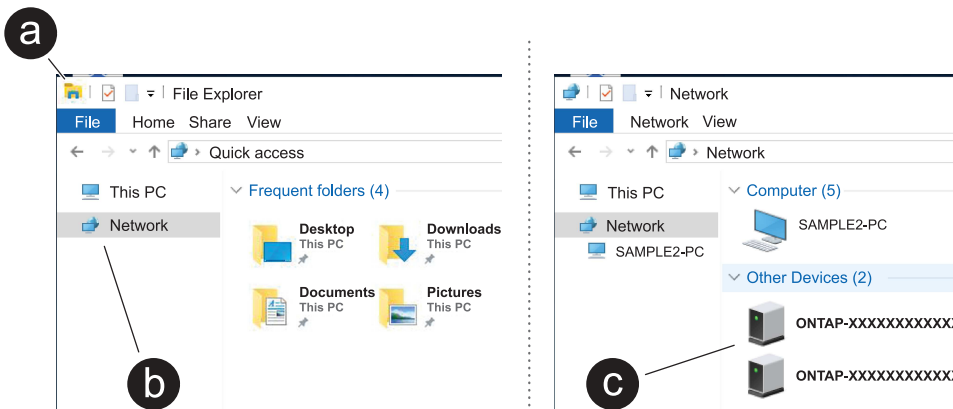 a
File Explorer
File Home Share View
Quick access
This PC
Network
Frequent folders (4)
Desktop
This PC
Downloads
This PC
Documents
This PC
Pictures
This PC
b
Network
File Network View
Network
This PC
Network
SAMPLE2-PC
Computer (5)
SAMPLE2-PC
Other Devices (2)
ONTAP-XXXXXXXXXXX
ONTAP-XXXXXXXXXXX
c